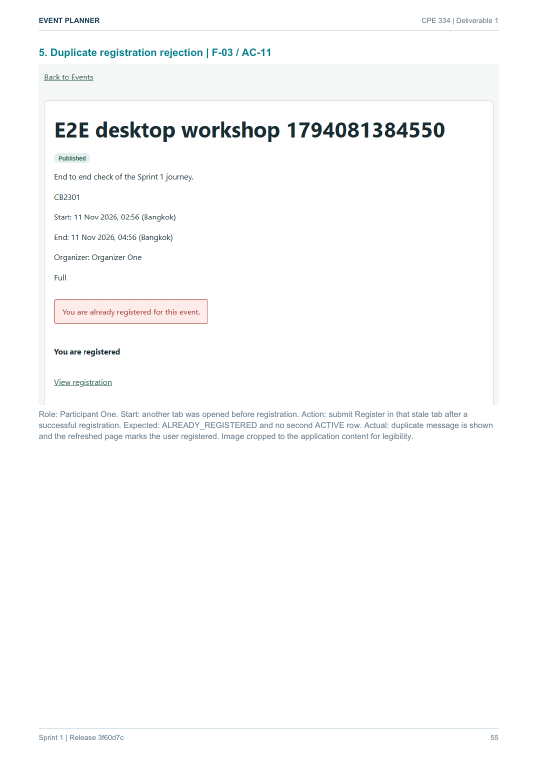 EVENT PLANNER
CPE 334 | Deliverable 1
5. Duplicate registration rejection | F-03 / AC-11
Back to Events
E2E desktop workshop 1794081384550
Published
End to end check of the Sprint 1 journey.
CB2301
Start: 11 Nov 2026, 02:56 (Bangkok)
End: 11 Nov 2026, 04:56 (Bangkok)
Organizer: Organizer One
Full
You are already registered for this event.
You are registered
View registration
Role: Participant One. Start: another tab was opened before registration. Action: submit Register in that stale tab after a
successful registration. Expected: ALREADY_REGISTERED and no second ACTIVE row. Actual: duplicate message is shown
and the refreshed page marks the user registered. Image cropped to the application content for legibility.
Sprint 1 | Release 3f60d7c
55